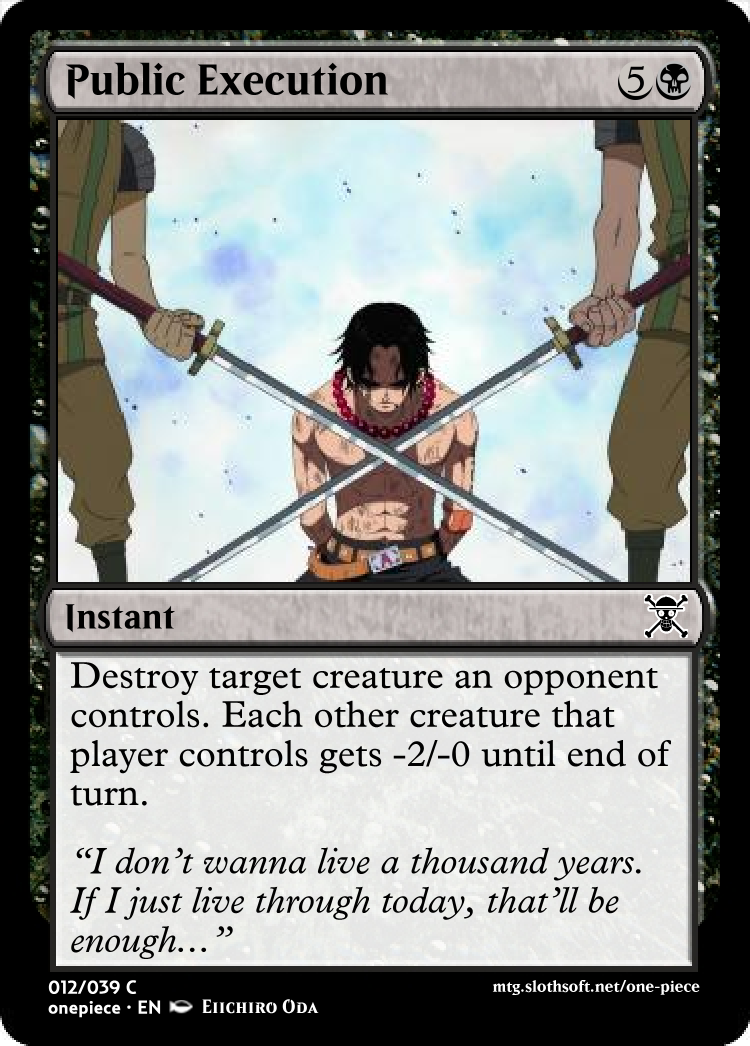 Public Execution 5
Instant
Destroy target creature an opponent
controls. Each other creature that
player controls gets -2/-0 until end of
turn.
“I don’t wanna live a thousand years.
If I just live through today, that’ll be
enough…”
012/039 C
mtg.slothsoft.net/one-piece
onepiece · EN EIICHIRO ODA
A